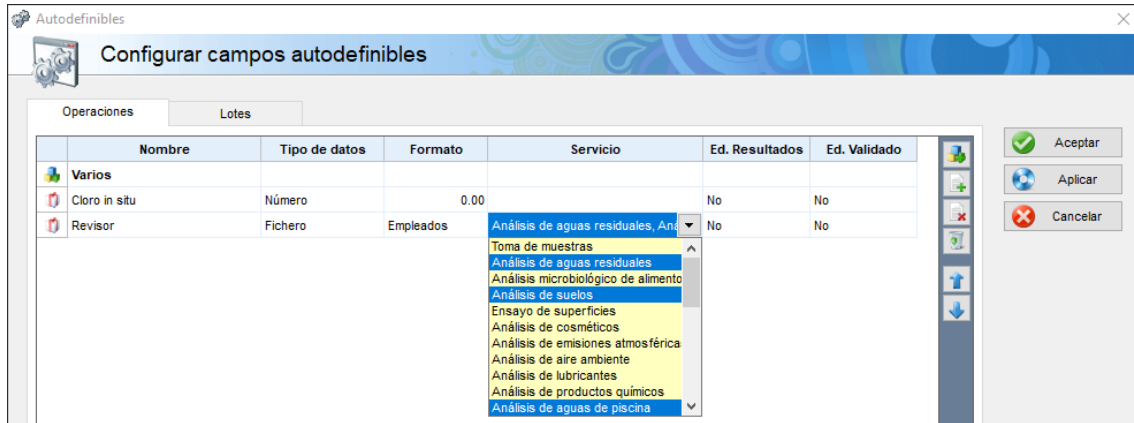 Autodefinibles
Configurar campos autodefinibles
Operaciones Lotes
Nombre Tipo de datos Formato Servicio Ed. Resultados Ed. Validado
Varios
Cloro in situ Número 0.00 No No
Revisor Fichero Empleados Análisis de aguas residuales, Aná No No
Toma de muestras
Análisis de aguas residuales
Análisis microbiológico de alimento
Análisis de suelos
Ensayo de superficies
Análisis de cosméticos
Análisis de emisiones atmosférica
Análisis de aire ambiente
Análisis de lubricantes
Análisis de productos químicos
Análisis de aguas de piscina
Aceptar
Aplicar
Cancelar